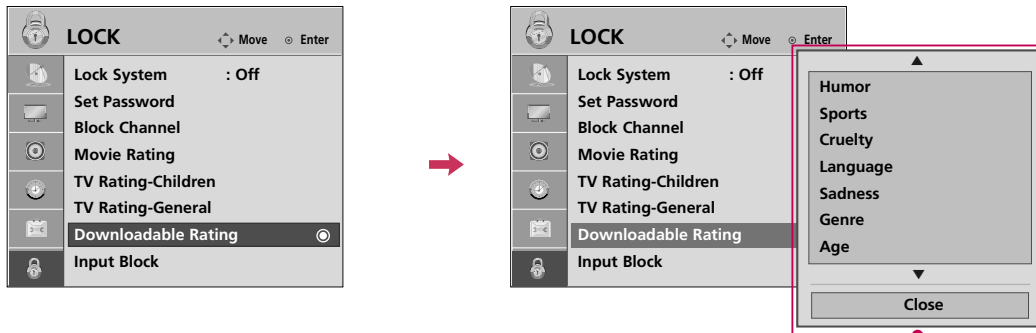 LOCK
Move Enter
Lock System : Off
Set Password
Block Channel
Movie Rating
TV Rating-Children
TV Rating-General
Downloadable Rating
Input Block
LOCK
Move Enter
Lock System : Off
Set Password
Block Channel
Movie Rating
TV Rating-Children
TV Rating-General
Downloadable Rating
Input Block
Humor
Sports
Cruelty
Language
Sadness
Genre
Age
Close